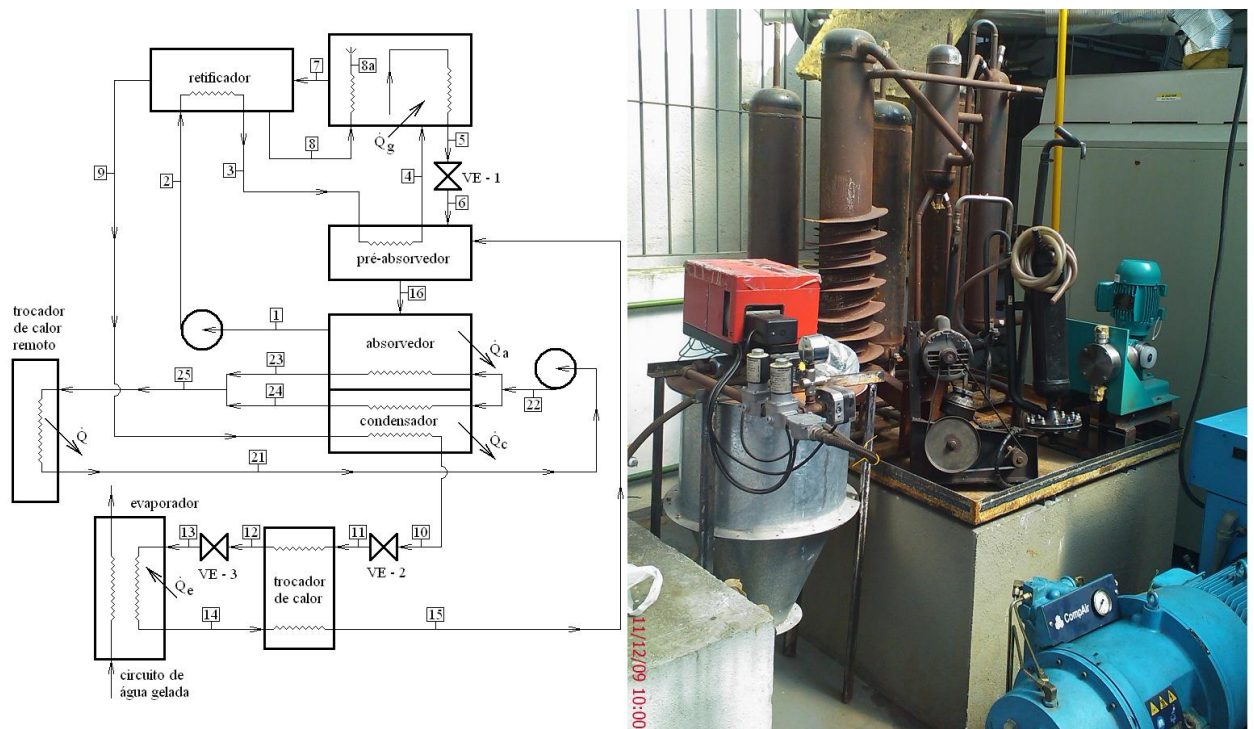 retificador
7
8a
Q̇g
5
VE - 1
9
2
3
8
4
6
pré-absorvedor
16
trocador
de calor
remoto
1
absorvedor
Q̇a
23
25
24
22
condensador
Q̇
Q̇c
21
evaporador
13
12
11
10
VE - 3
VE - 2
Q̇e
trocador
de calor
14
15
circuito de
água gelada
CompAir
11/12/09 10:00